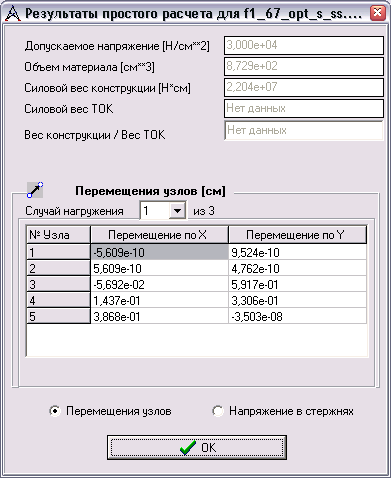 Результаты простого расчета для f1_67_opt_s_ss....
Допускаемое напряжение [Н/см**2] 3,000e+04
Объем материала [см**3] 8,729e+02
Силовой вес конструкции [Н*см] 2,204e+07
Силовой вес ТОК Нет данных
Вес конструкции / Вес ТОК Нет данных
Перемещения узлов [см]
Случай нагружения 1 из 3
№ Узла Перемещение по X Перемещение по Y
1 -5,609e-10 9,524e-10
2 5,609e-10 4,762e-10
3 -5,692e-02 5,917e-01
4 1,437e-01 3,306e-01
5 3,868e-01 -3,503e-08
Перемещения узлов Напряжение в стержнях
OK